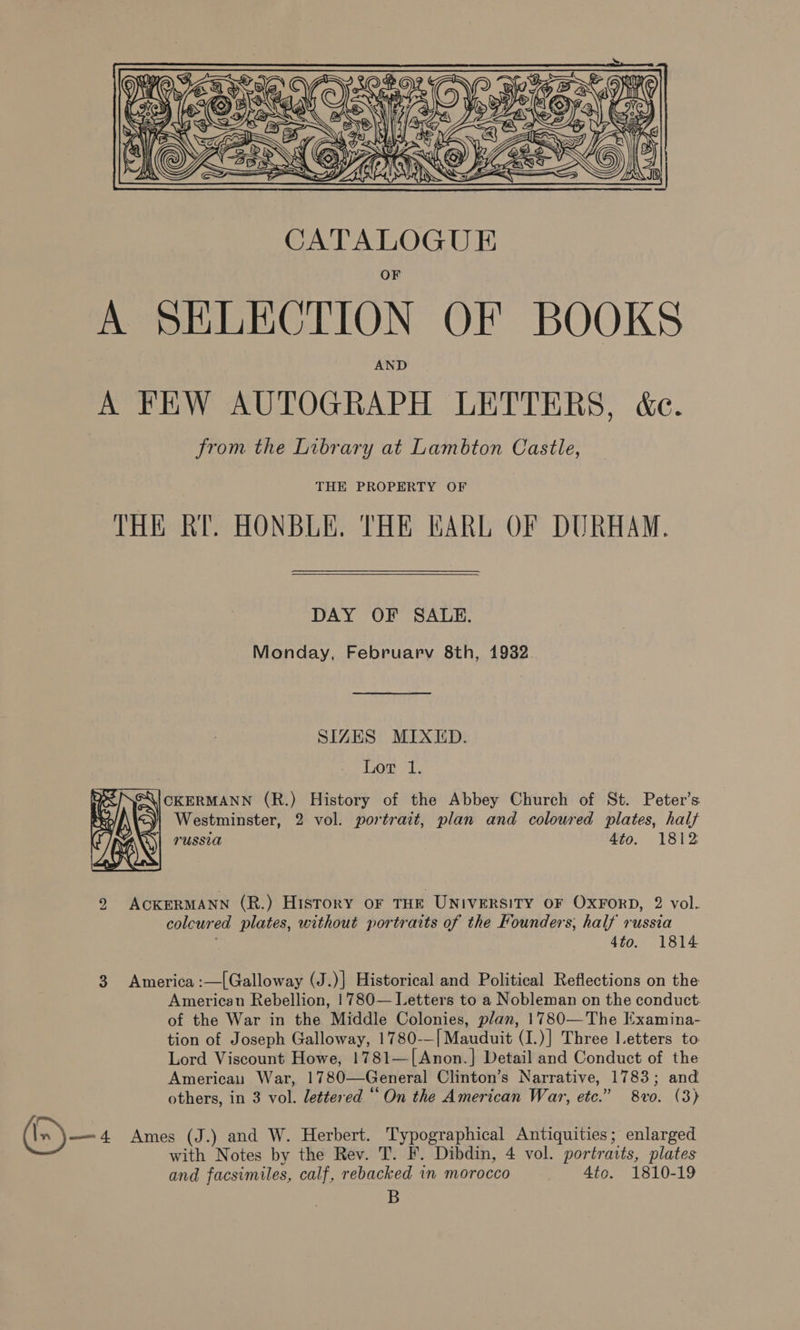 CATALOGUE
OF
A SELECTION OF BOOKS
AND
A FEW AUTOGRAPH LETTERS, &c.
from the Library at Lambton Castle,
THE PROPERTY OF
THE RT. HONBLE. THE EARL OF DURHAM.
DAY OF SALE.
Monday, February 8th, 1932
SIZES MIXED.
Lot 1.
ACKERMANN (R.) History of the Abbey Church of St. Peter's
Westminster, 2 vol. portrait, plan and coloured plates, half
russia 4to. 1812
2 ACKERMANN (R.) HISTORY OF THE UNIVERSITY OF OXFORD, 2 vol.
coloured plates, without portraits of the Founders, half russia
4to. 1814
3 America :—[Galloway (J.)] Historical and Political Reflections on the
American Rebellion, 1780—Letters to a Nobleman on the conduct
of the War in the Middle Colonies, plan, 1780—The Examina-
tion of Joseph Galloway, 1780—[Mauduit (I.)] Three Letters to
Lord Viscount Howe, 1781—[Anon.] Detail and Conduct of the
American War, 1780—General Clinton's Narrative, 1783; and
others, in 3 vol. lettered "On the American War, etc." 8vo. (3)
(In)—4 Ames (J.) and W. Herbert. Typographical Antiquities; enlarged
with Notes by the Rev. T. F. Dibdin, 4 vol. portraits, plates
and facsimiles, calf, rebacked in morocco 4to. 1810-19
B